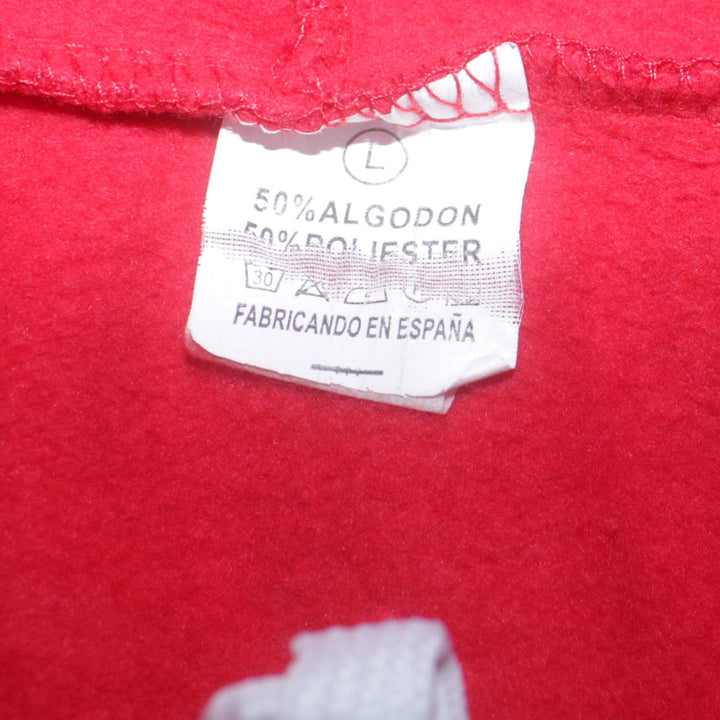 L
50% ALGODON
50% POLIESTER
30
FABRICANDO EN ESPAÑA